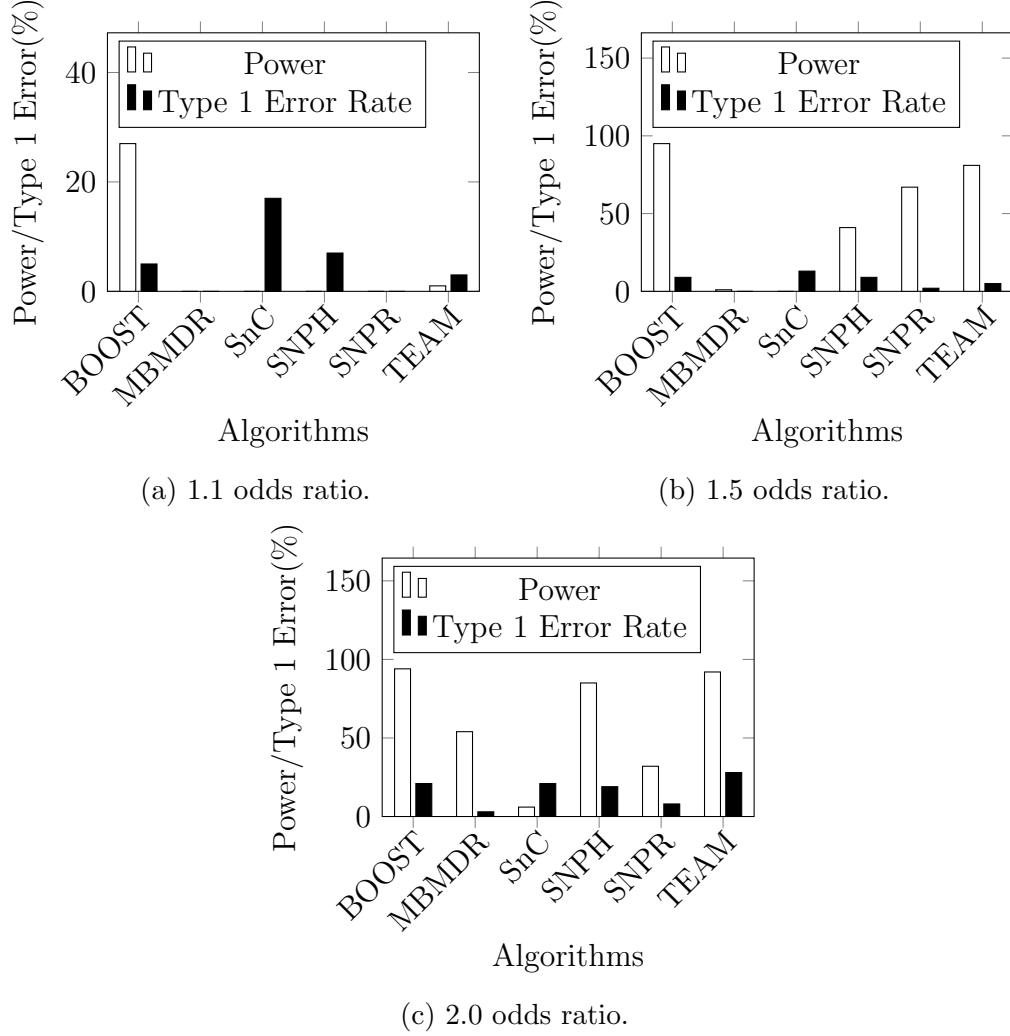 Power/Type 1 Error(%)
40
20
0
Power
Type 1 Error Rate
BOOST
MBMDR
SnC
SNPH
SNPR
TEAM
Algorithms
(a) 1.1 odds ratio.
Power/Type 1 Error(%)
150
100
50
0
Power
Type 1 Error Rate
BOOST
MBMDR
SnC
SNPH
SNPR
TEAM
Algorithms
(b) 1.5 odds ratio.
Power/Type 1 Error(%)
150
100
50
0
Power
Type 1 Error Rate
BOOST
MBMDR
SnC
SNPH
SNPR
TEAM
Algorithms
(c) 2.0 odds ratio.